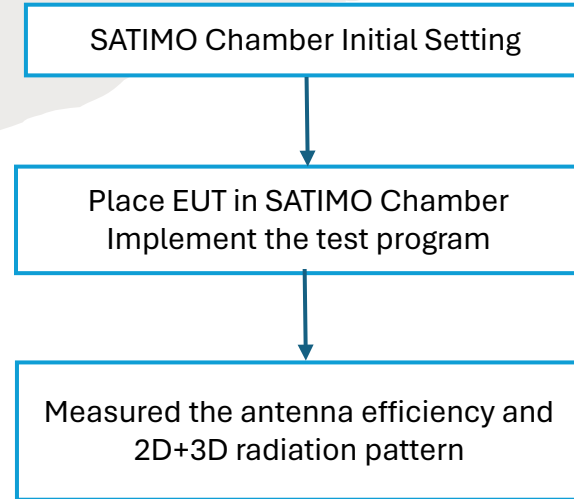 SATIMO Chamber Initial Setting
Place EUT in SATIMO Chamber
Implement the test program
Measured the antenna efficiency and
2D+3D radiation pattern